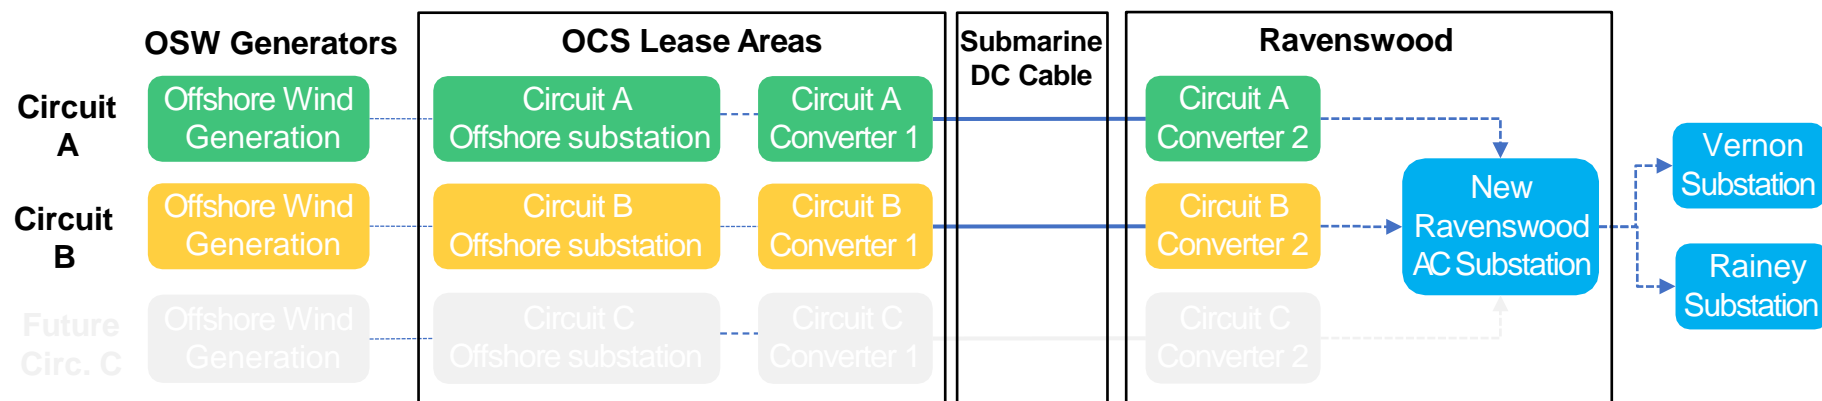 OSW Generators
OCS Lease Areas
Submarine
DC Cable
Ravenswood
Circuit
A
Offshore Wind
Generation
Circuit A
Offshore substation
Circuit A
Converter 1
Circuit A
Converter 2
Circuit
B
Offshore Wind
Generation
Circuit B
Offshore substation
Circuit B
Converter 1
Circuit B
Converter 2
New
Ravenswood
AC Substation
Vernon
Substation
Rainey
Substation
Future
Circ. C
Offshore Wind
Generation
Circuit C
Offshore substation
Circuit C
Converter 1
Circuit C
Converter 2